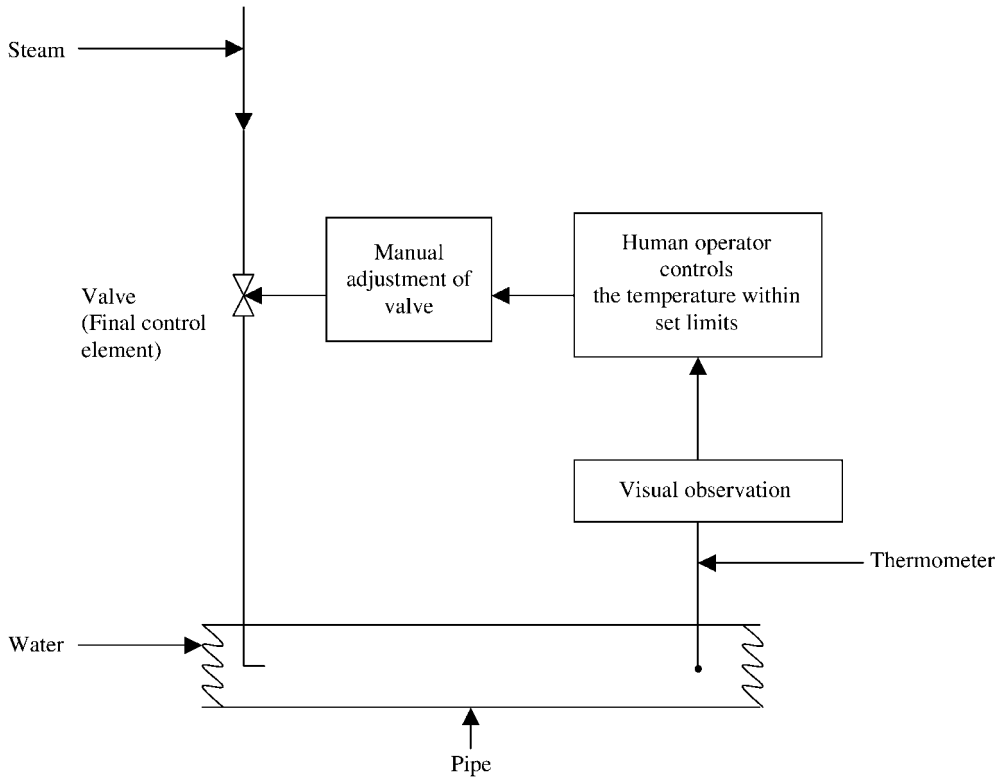 Steam
Manual
adjustment of
valve
Human operator
controls
the temperature within
set limits
Valve
(Final control
element)
Visual observation
Thermometer
Water
Pipe